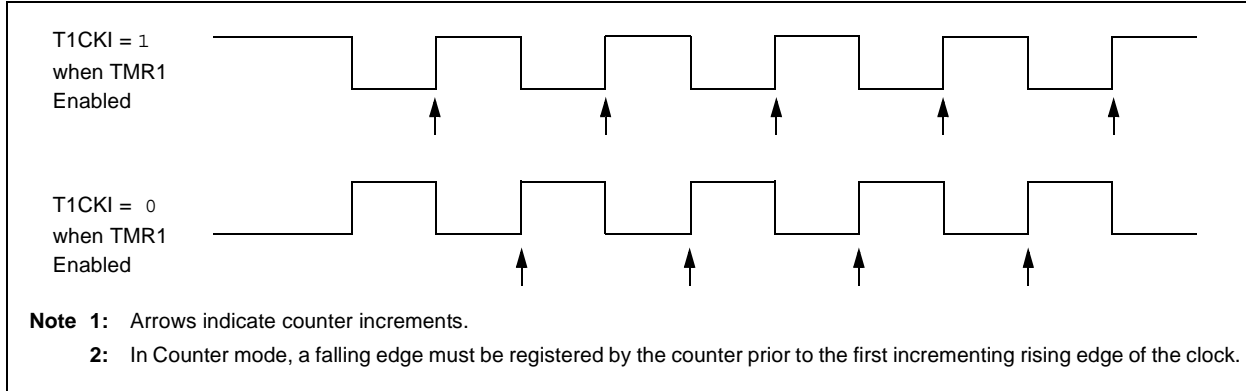 T1CKI = 1
when TMR1
Enabled
T1CKI = 0
when TMR1
Enabled
Note 1: Arrows indicate counter increments.
2: In Counter mode, a falling edge must be registered by the counter prior to the first incrementing rising edge of the clock.